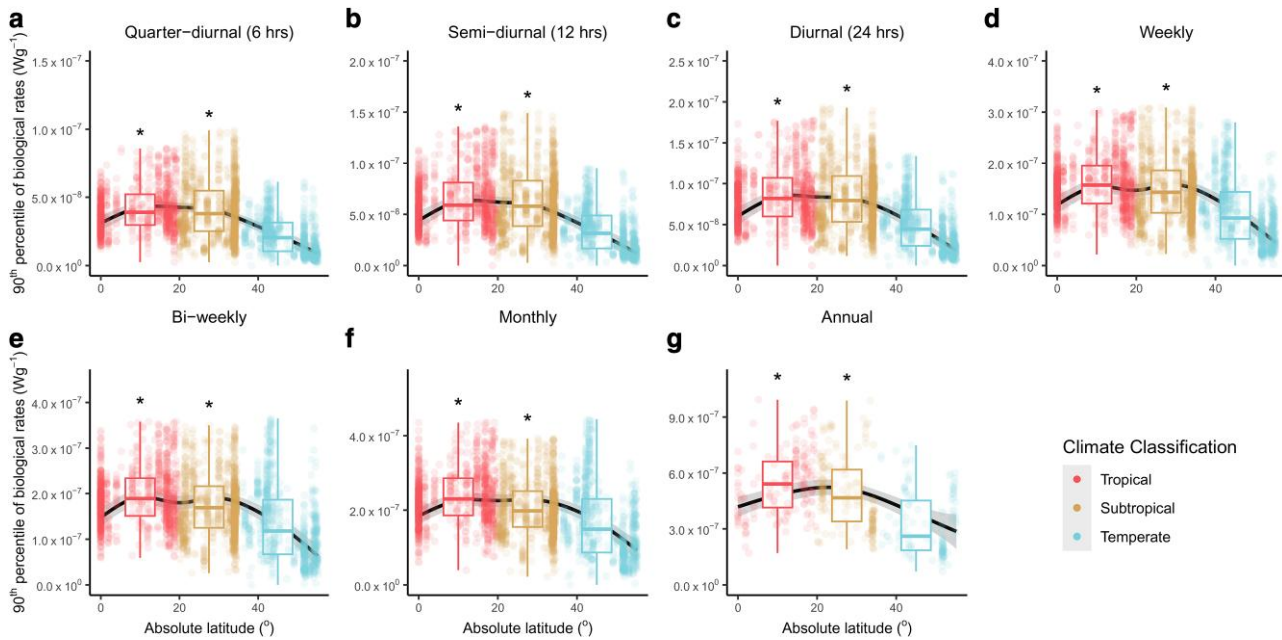 a
Quarter−diurnal (6 hrs)
90th percentile of biological rates (Wg−1)
1.5 x 10−7
1.0 x 10−7
5.0 x 10−8
0.0 x 100
*
*
0
20
40
b
Semi−diurnal (12 hrs)
2.0 x 10−7
1.5 x 10−7
1.0 x 10−7
5.0 x 10−8
0.0 x 100
*
*
0
20
40
c
Diurnal (24 hrs)
2.5 x 10−7
2.0 x 10−7
1.5 x 10−7
1.0 x 10−7
5.0 x 10−8
0.0 x 100
*
*
0
20
40
d
Weekly
4.0 x 10−7
3.0 x 10−7
2.0 x 10−7
1.0 x 10−7
0.0 x 100
*
*
0
20
40
e
Bi−weekly
90th percentile of biological rates (Wg−1)
4.0 x 10−7
3.0 x 10−7
2.0 x 10−7
1.0 x 10−7
0.0 x 100
*
*
0
20
40
Absolute latitude (o)
f
Monthly
4.0 x 10−7
2.0 x 10−7
0.0 x 100
*
*
0
20
40
Absolute latitude (o)
g
Annual
9.0 x 10−7
6.0 x 10−7
3.0 x 10−7
0.0 x 100
*
*
0
20
40
Absolute latitude (o)
Climate Classification
Tropical
Subtropical
Temperate